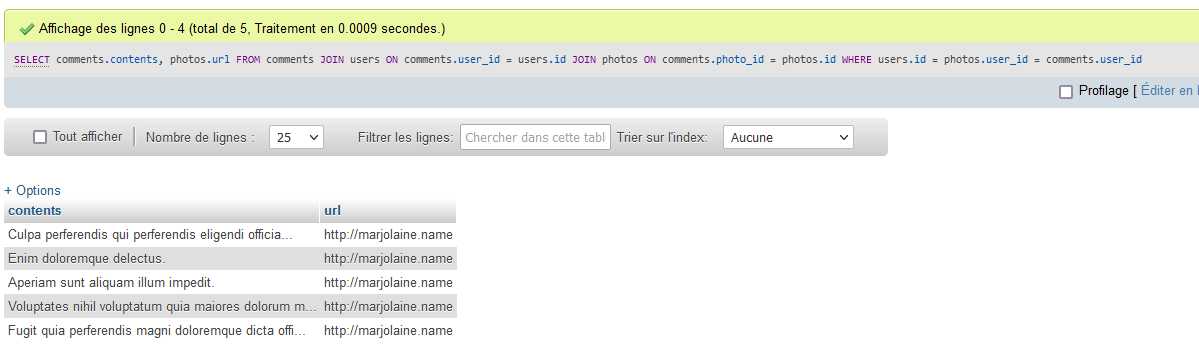 Affichage des lignes 0 - 4 (total de 5, Traitement en 0.0009 secondes.)
SELECT comments.contents, photos.url FROM comments JOIN users ON comments.user_id = users.id JOIN photos ON comments.photo_id = photos.id WHERE users.id = photos.user_id = comments.user_id
Profilage [ Éditer en
Tout afficher Nombre de lignes : 25 Filtrer les lignes: Chercher dans cette tabl Trier sur l'index: Aucune
+ Options
contents url
Culpa perferendis qui perferendis eligendi officia... http://marjolaine.name
Enim doloremque delectus. http://marjolaine.name
Aperiam sunt aliquam illum impedit. http://marjolaine.name
Voluptates nihil voluptatum quia maiores dolorum m... http://marjolaine.name
Fugit quia perferendis magni doloremque dicta offi... http://marjolaine.name